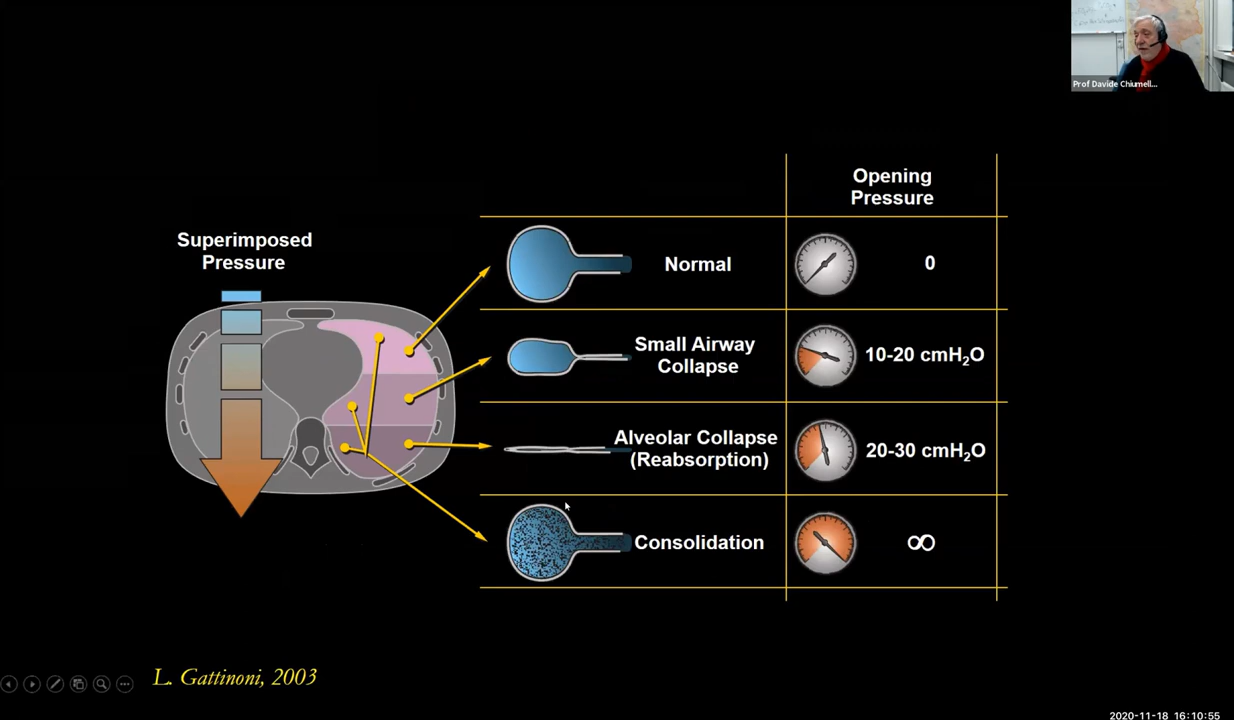 Prof Davide Chiumell...
Opening
Pressure
Superimposed
Pressure
Normal
0
Small Airway
Collapse
10-20 cmH₂O
Alveolar Collapse
(Reabsorption)
20-30 cmH₂O
Consolidation
∞
L. Gattinoni, 2003
2020-11-18 16:10:55